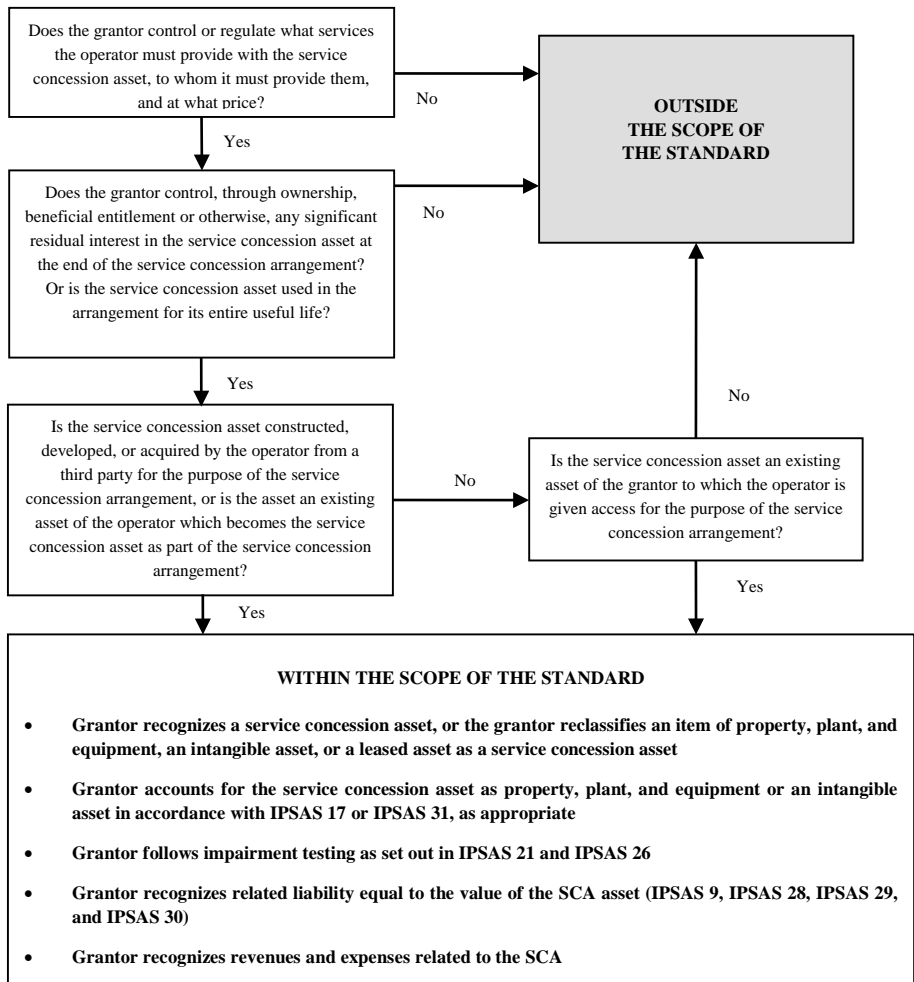 Does the grantor control or regulate what services
the operator must provide with the service
concession asset, to whom it must provide them,
and at what price?
No
OUTSIDE
THE SCOPE OF
THE STANDARD
Yes
Does the grantor control, through ownership,
beneficial entitlement or otherwise, any significant
residual interest in the service concession asset at
the end of the service concession arrangement?
Or is the service concession asset used in the
arrangement for its entire useful life?
No
Yes
No
Is the service concession asset constructed,
developed, or acquired by the operator from a
third party for the purpose of the service
concession arrangement, or is the asset an existing
asset of the operator which becomes the service
concession asset as part of the service concession
arrangement?
No
Is the service concession asset an existing
asset of the grantor to which the operator is
given access for the purpose of the service
concession arrangement?
Yes
Yes
WITHIN THE SCOPE OF THE STANDARD
• Grantor recognizes a service concession asset, or the grantor reclassifies an item of property, plant, and
equipment, an intangible asset, or a leased asset as a service concession asset
• Grantor accounts for the service concession asset as property, plant, and equipment or an intangible
asset in accordance with IPSAS 17 or IPSAS 31, as appropriate
• Grantor follows impairment testing as set out in IPSAS 21 and IPSAS 26
• Grantor recognizes related liability equal to the value of the SCA asset (IPSAS 9, IPSAS 28, IPSAS 29,
and IPSAS 30)
• Grantor recognizes revenues and expenses related to the SCA